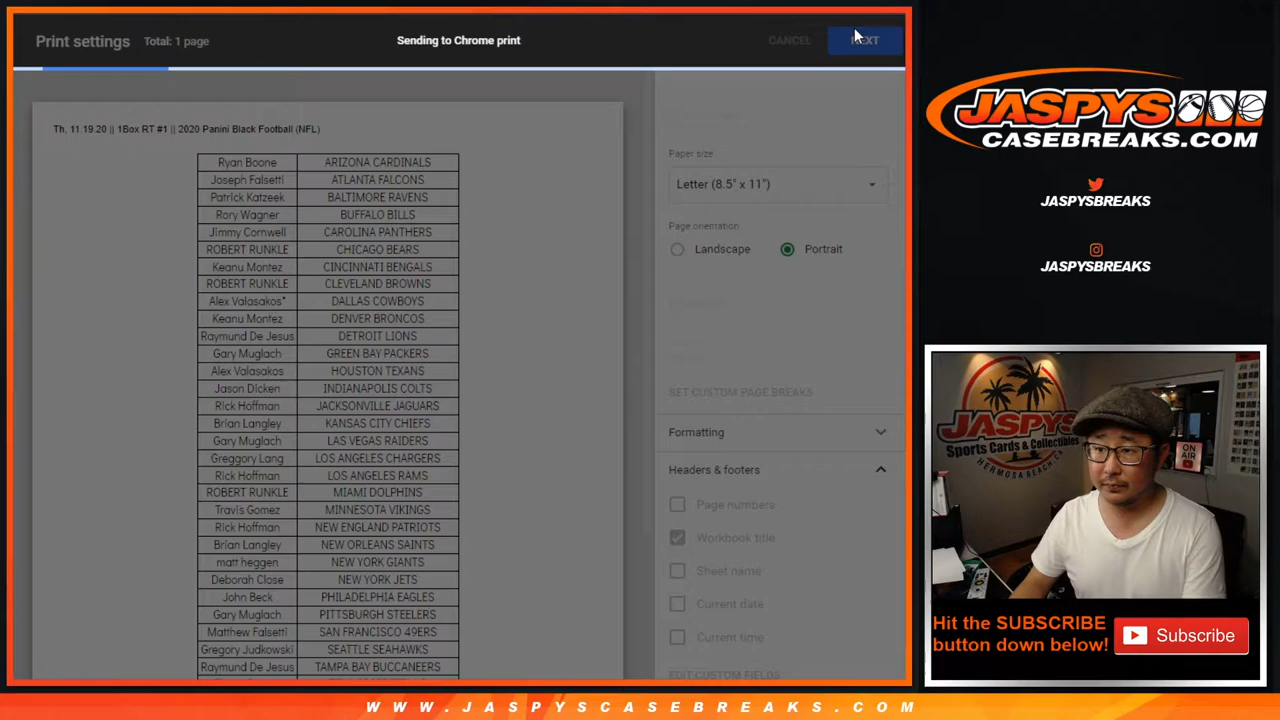 Print settings Total: 1 page Sending to Chrome print CANCEL NEXT
Th, 11.19.20 || 1Box RT #1 || 2020 Panini Black Football (NFL)
Ryan Boone ARIZONA CARDINALS
Joseph Falsetti ATLANTA FALCONS
Patrick Katzeek BALTIMORE RAVENS
Rory Wagner BUFFALO BILLS
Jimmy Cornwell CAROLINA PANTHERS
ROBERT RUNKLE CHICAGO BEARS
Keanu Montez CINCINNATI BENGALS
ROBERT RUNKLE CLEVELAND BROWNS
Alex Valasakos* DALLAS COWBOYS
Keanu Montez DENVER BRONCOS
Raymund De Jesus DETROIT LIONS
Gary Muglach GREEN BAY PACKERS
Alex Valasakos HOUSTON TEXANS
Jason Dicken INDIANAPOLIS COLTS
Rick Hoffman JACKSONVILLE JAGUARS
Brian Langley KANSAS CITY CHIEFS
Gary Muglach LAS VEGAS RAIDERS
Greggory Lang LOS ANGELES CHARGERS
Rick Hoffman LOS ANGELES RAMS
ROBERT RUNKLE MIAMI DOLPHINS
Travis Gomez MINNESOTA VIKINGS
Rick Hoffman NEW ENGLAND PATRIOTS
Brian Langley NEW ORLEANS SAINTS
matt heggen NEW YORK GIANTS
Deborah Close NEW YORK JETS
John Beck PHILADELPHIA EAGLES
Gary Muglach PITTSBURGH STEELERS
Matthew Falsetti SAN FRANCISCO 49ERS
Gregory Judkowski SEATTLE SEAHAWKS
Raymund De Jesus TAMPA BAY BUCCANEERS
Paper size
Letter (8.5" x 11")
Page orientation
Landscape Portrait
SET CUSTOM PAGE BREAKS
Formatting
Headers & footers
Page numbers
Workbook title
Sheet name
Current date
Current time
EDIT CUSTOM FIELDS
JASPYS
CASEBREAKS.COM
JASPYSBREAKS
JASPYSBREAKS
JASPYS
Sports Cards & Collectibles
HERMOSA BEACH, CA
ON
AIR
Hit the SUBSCRIBE
button down below!
Subscribe
WWW.JASPYSCASEBREAKS.COM